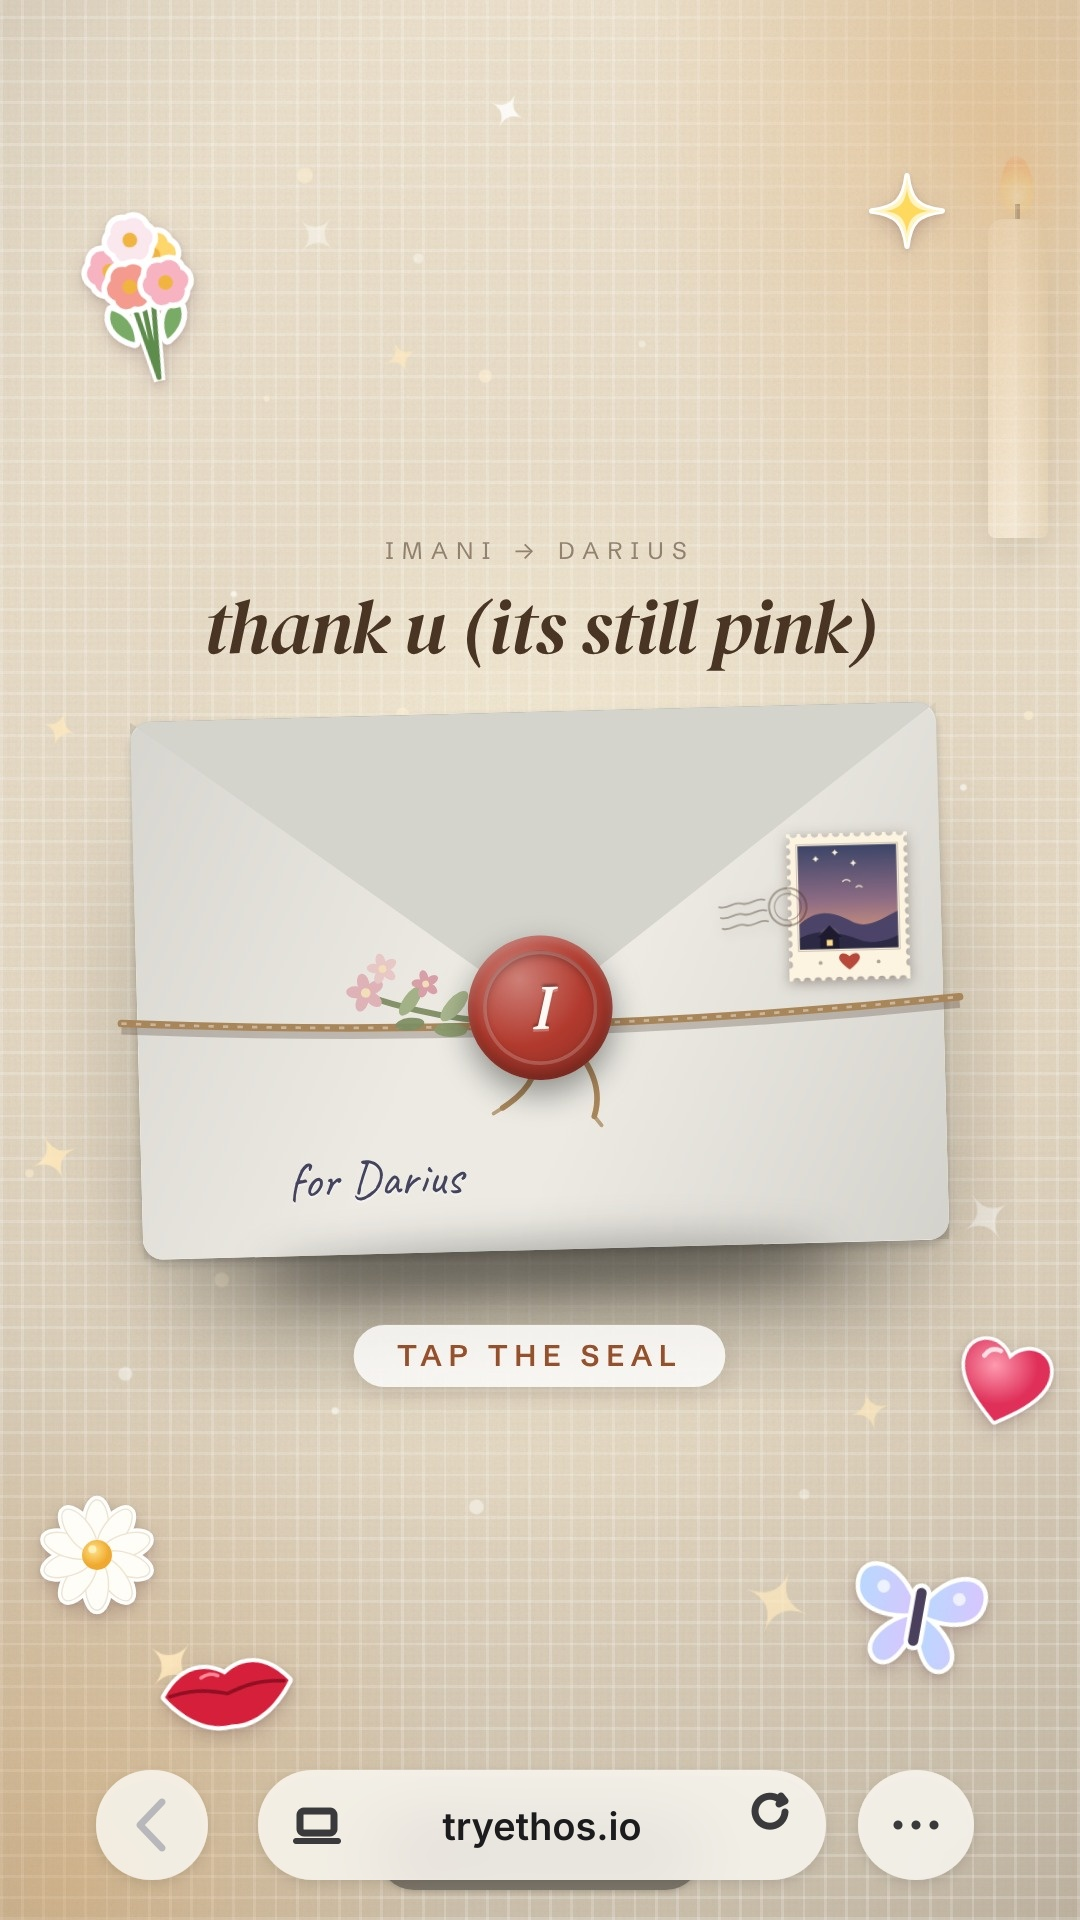 IMANI → DARIUS
thank u (its still pink)
I
for Darius
TAP THE SEAL
tryethos.io